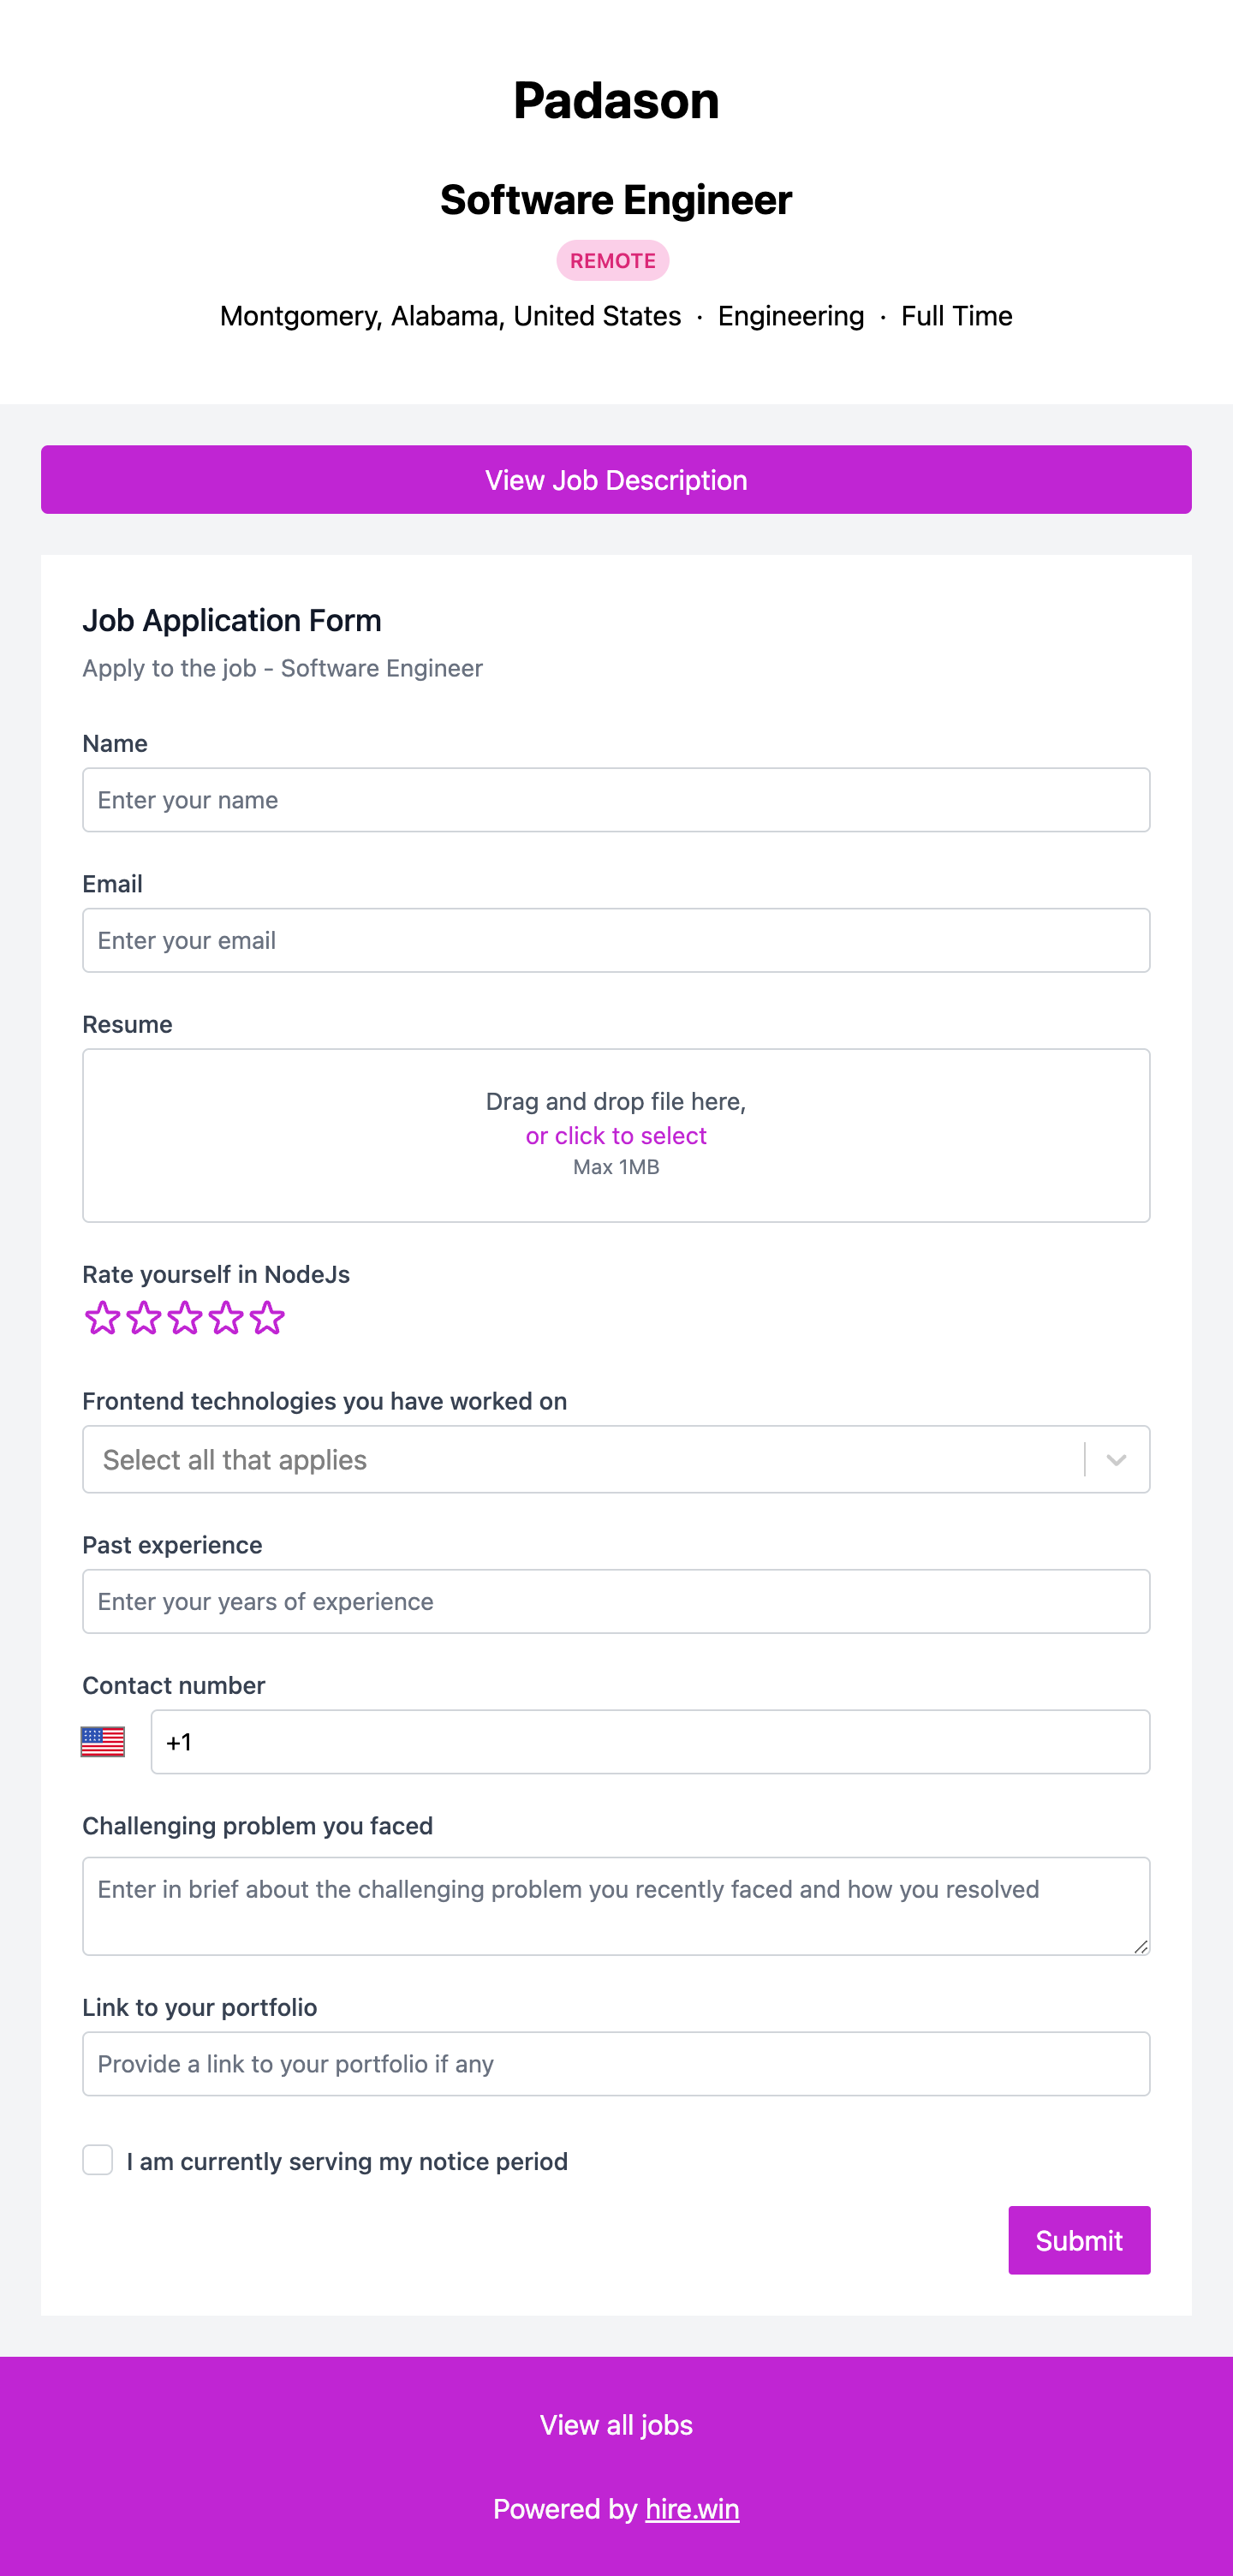 Padason
Software Engineer
REMOTE
Montgomery, Alabama, United States · Engineering · Full Time
View Job Description
Job Application Form
Apply to the job - Software Engineer
Name
Enter your name
Email
Enter your email
Resume
Drag and drop file here,
or click to select
Max 1MB
Rate yourself in NodeJs
Frontend technologies you have worked on
Select all that applies
Past experience
Enter your years of experience
Contact number
+1
Challenging problem you faced
Enter in brief about the challenging problem you recently faced and how you resolved
Link to your portfolio
Provide a link to your portfolio if any
I am currently serving my notice period
Submit
View all jobs
Powered by hire.win